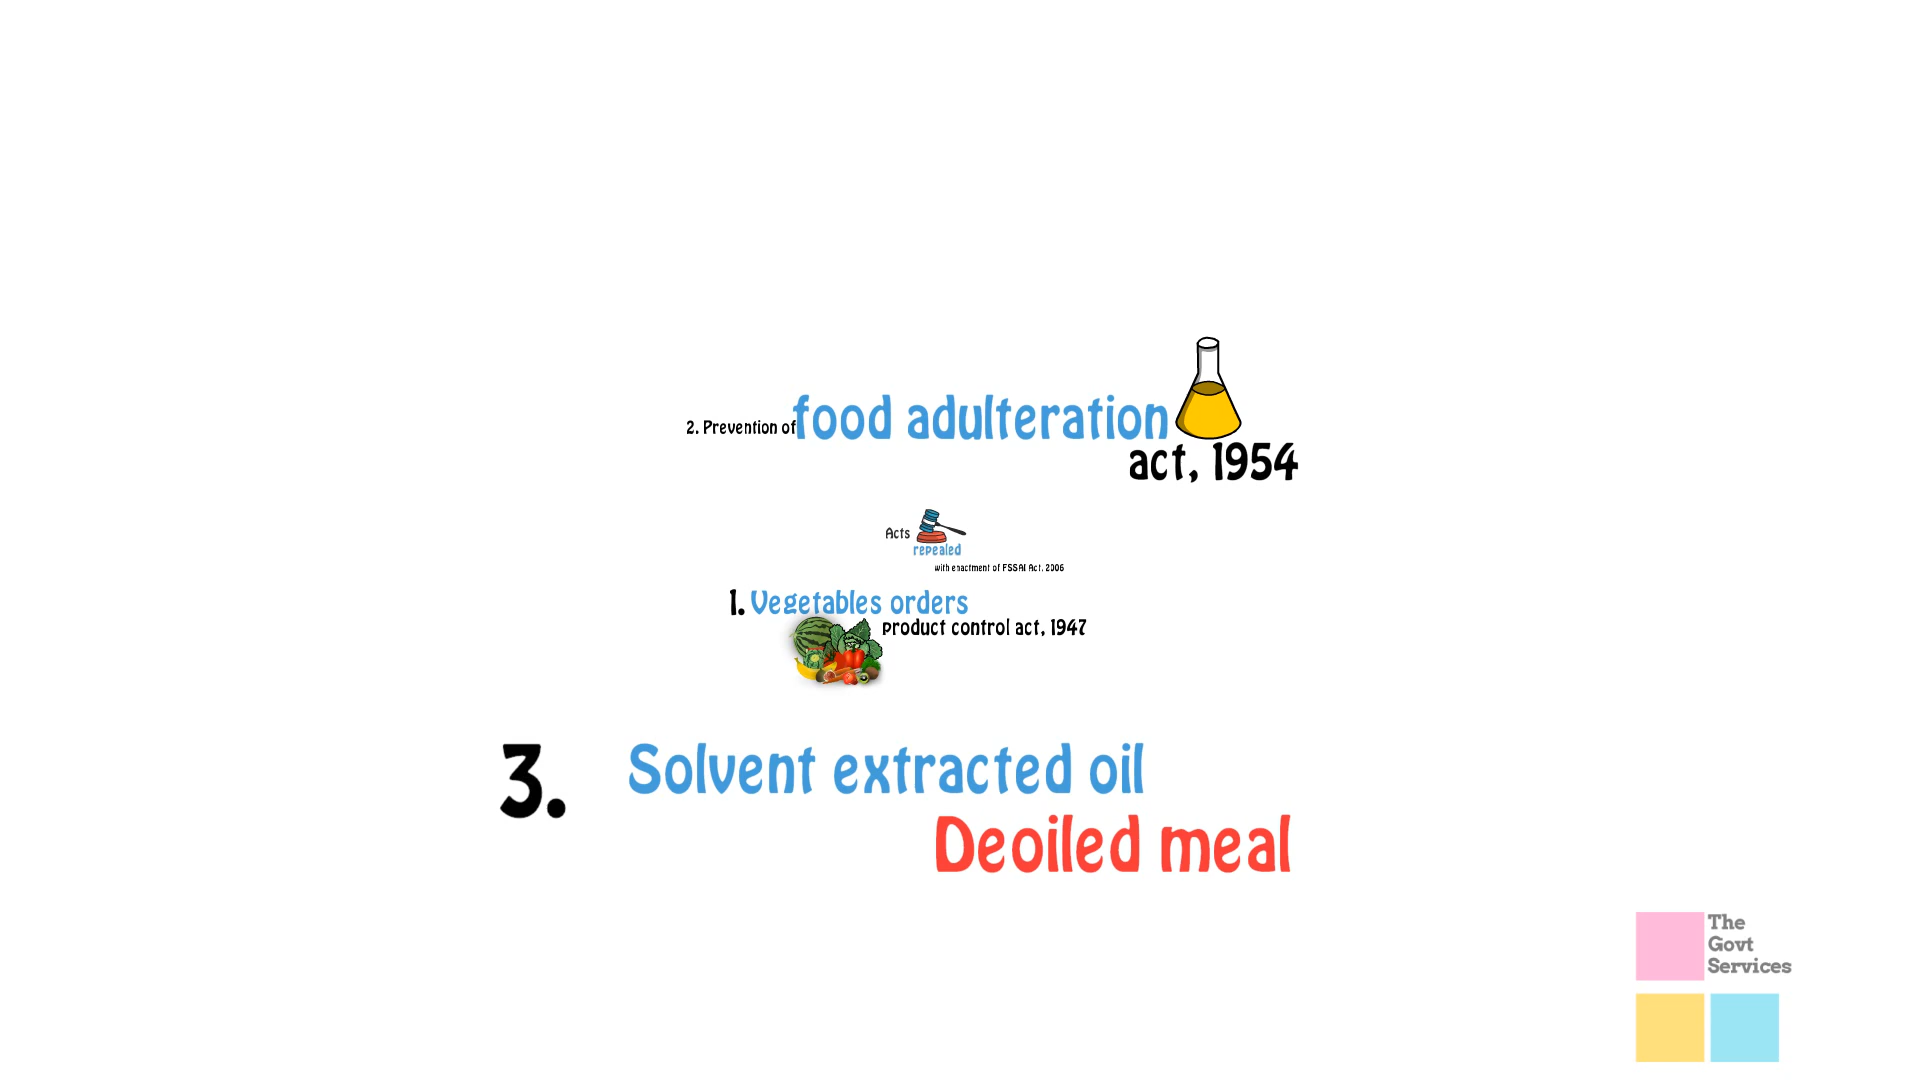 2. Prevention of food adulteration
act, 1954
Acts
repealed
with enactment of FSSAI Act, 2006
1. Vegetables orders
product control act, 1947
3. Solvent extracted oil
Deoiled meal
The
Govt
Services